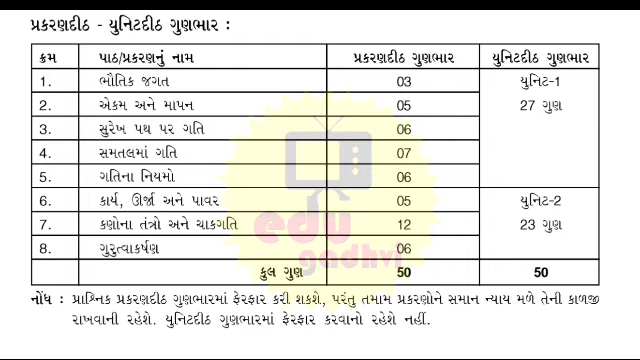 પ્રકરણદીઠ - યુનિટદીઠ ગુણભાર :
ક્રમ પાઠ/પ્રકરણનું નામ પ્રકરણદીઠ ગુણભાર યુનિટદીઠ ગુણભાર
1. ભૌતિક જગત 03 યુનિટ-1
2. એકમ અને માપન 05 27 ગુણ
3. સુરેખ પથ પર ગતિ 06
4. સમતલમાં ગતિ 07
5. ગતિના નિયમો 06
6. કાર્ય, ઊર્જા અને પાવર 05 યુનિટ-2
7. કણોના તંત્રો અને ચાકગતિ 12 23 ગુણ
8. ગુરુત્વાકર્ષણ 06
કુલ ગુણ 50 50
નોંધ : પ્રાશ્નિક પ્રકરણદીઠ ગુણભારમાં ફેરફાર કરી શકશે, પરંતુ તમામ પ્રકરણોને સમાન ન્યાય મળે તેની કાળજી
રાખવાની રહેશે. યુનિટદીઠ ગુણભારમાં ફેરફાર કરવાનો રહેશે નહીં.
edu
gadhvi